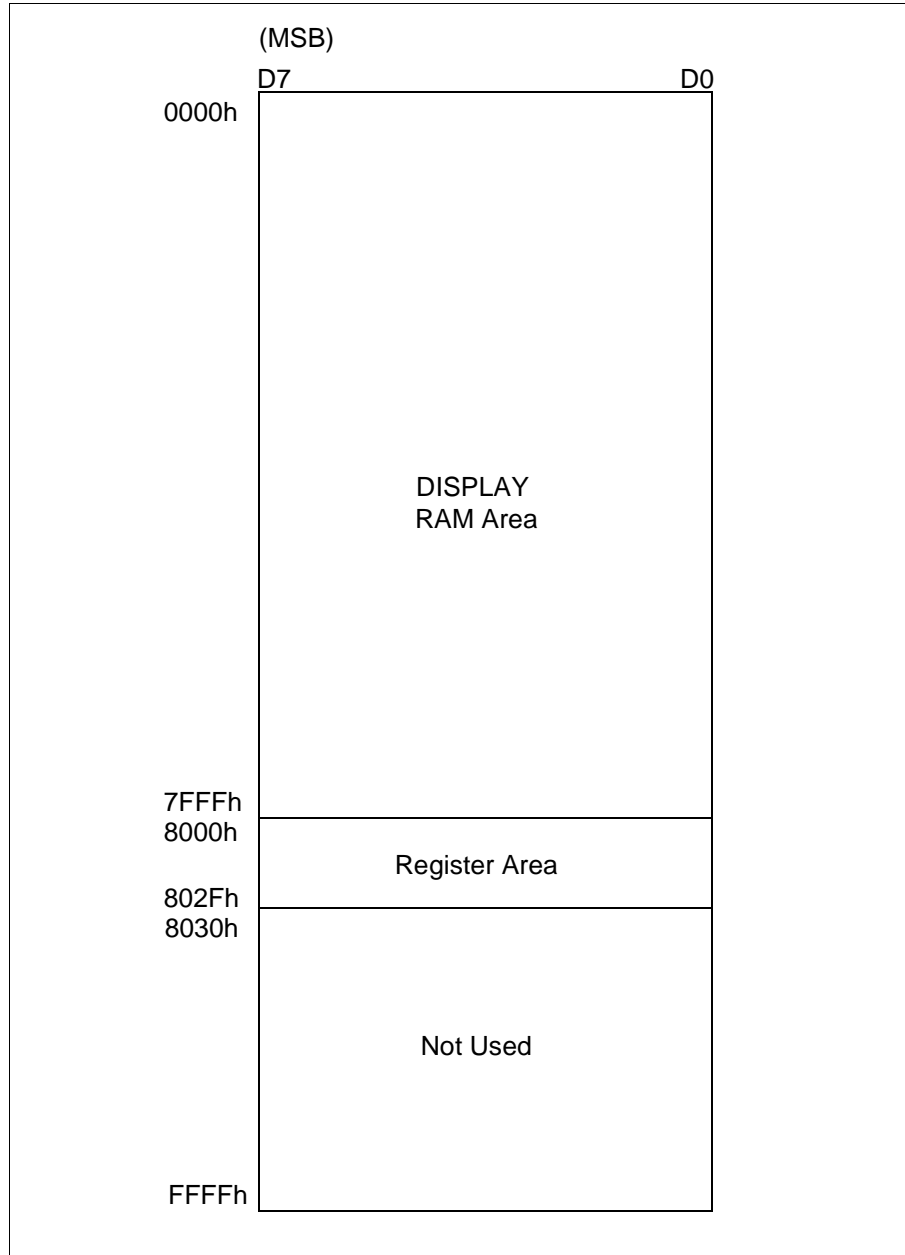 (MSB)
D7 D0
0000h
DISPLAY
RAM Area
7FFFh
8000h
Register Area
802Fh
8030h
Not Used
FFFFh